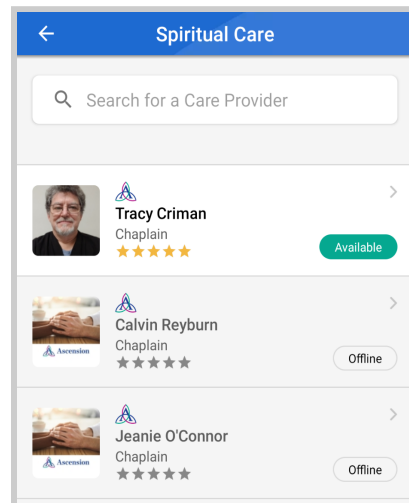 Spiritual Care
Search for a Care Provider
Tracy Criman
Chaplain
Available
Calvin Reyburn
Chaplain
Ascension
Offline
Jeanie O'Connor
Chaplain
Ascension
Offline